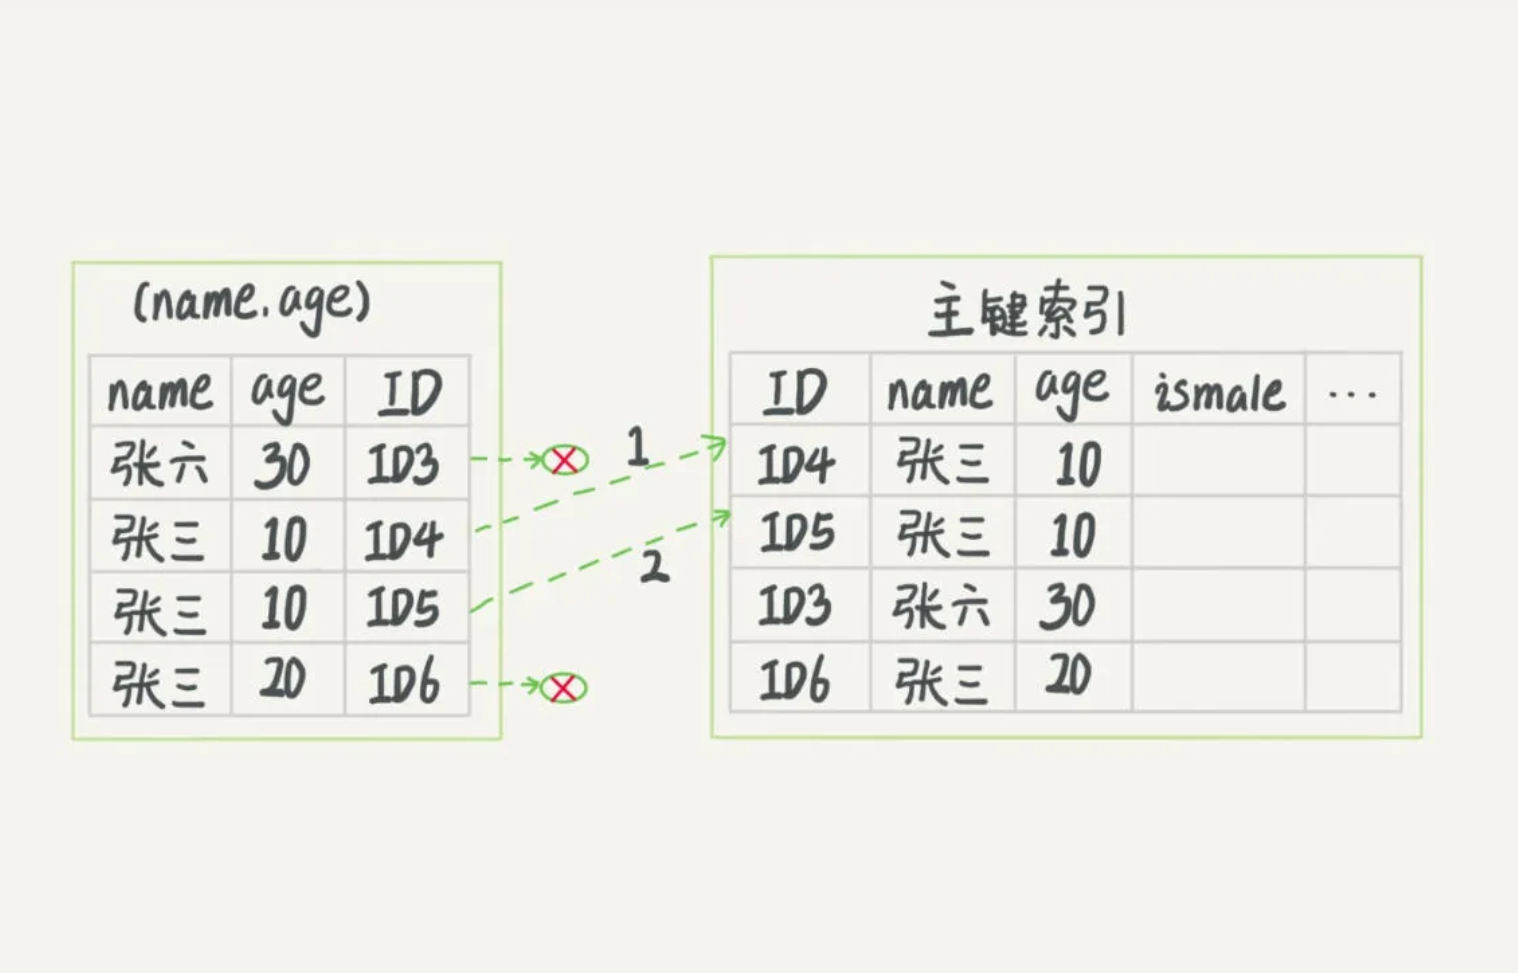 (name.age)
name age ID
张六 30 ID3
张三 10 ID4
张三 10 ID5
张三 20 ID6
1
2
主键索引
ID name age ismale ...
ID4 张三 10
ID5 张三 10
ID3 张六 30
ID6 张三 20